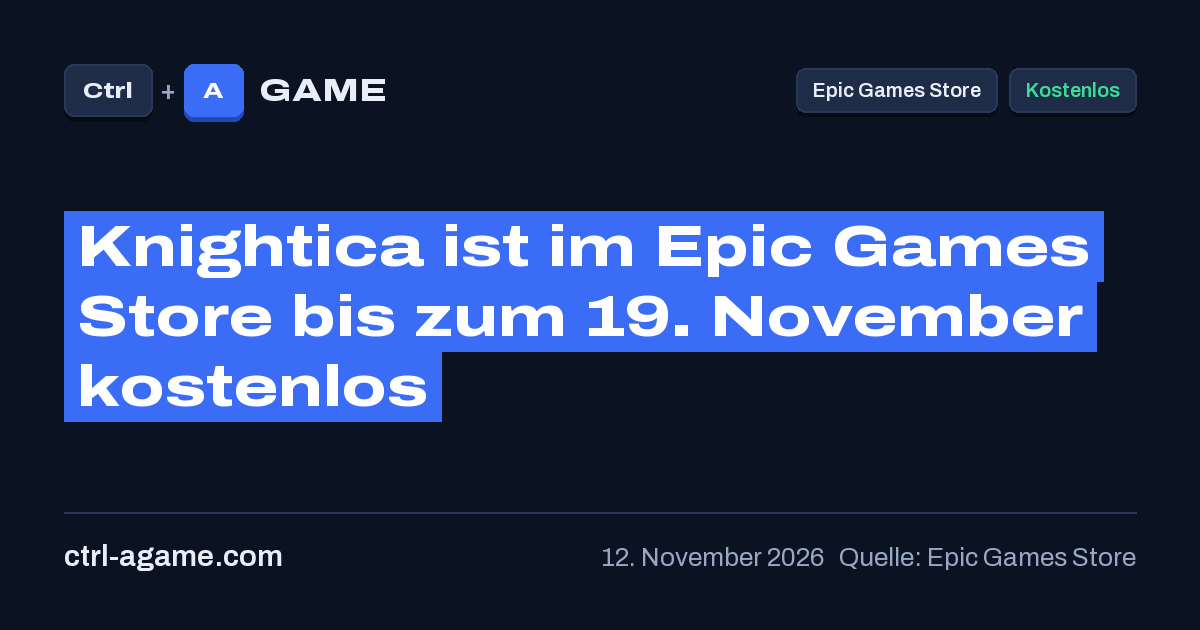 Ctrl + A GAME
Epic Games Store Kostenlos
Knightica ist im Epic Games
Store bis zum 19. November
kostenlos
ctrl-agame.com
12. November 2026 Quelle: Epic Games Store